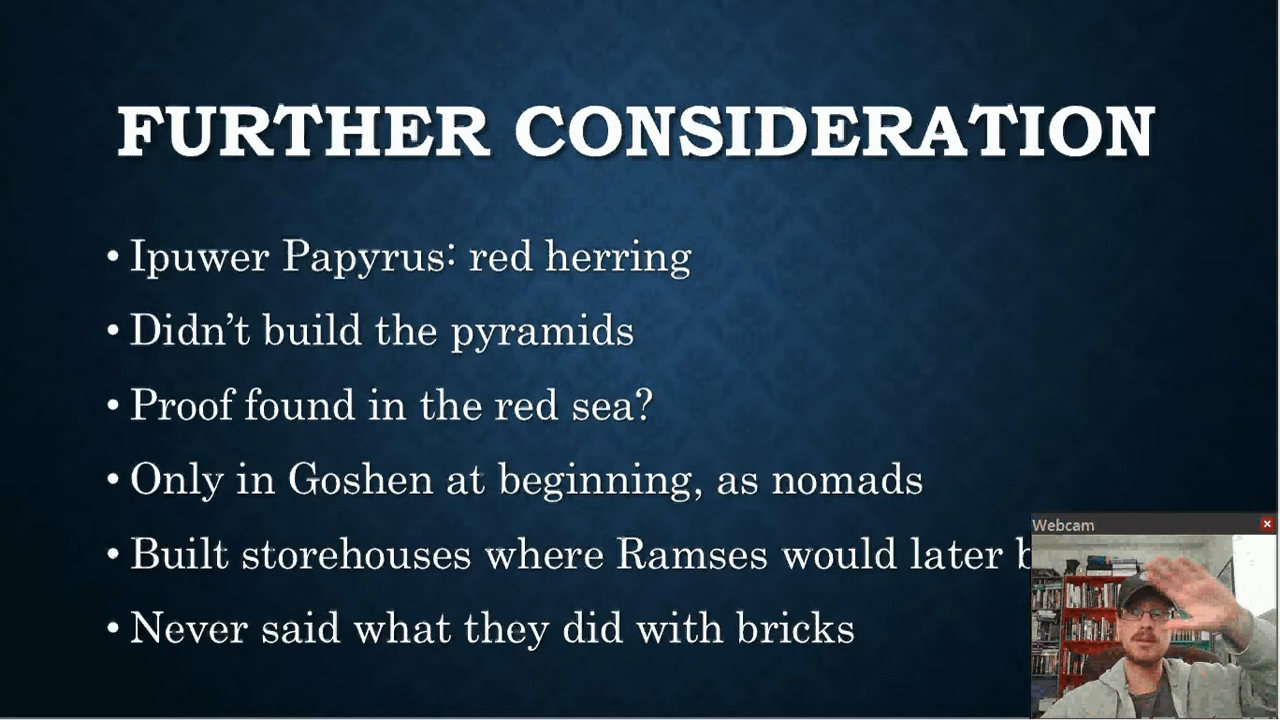 FURTHER CONSIDERATION
• Ipuwer Papyrus: red herring
• Didn’t build the pyramids
• Proof found in the red sea?
• Only in Goshen at beginning, as nomads
• Built storehouses where Ramses would later
• Never said what they did with bricks
Webcam